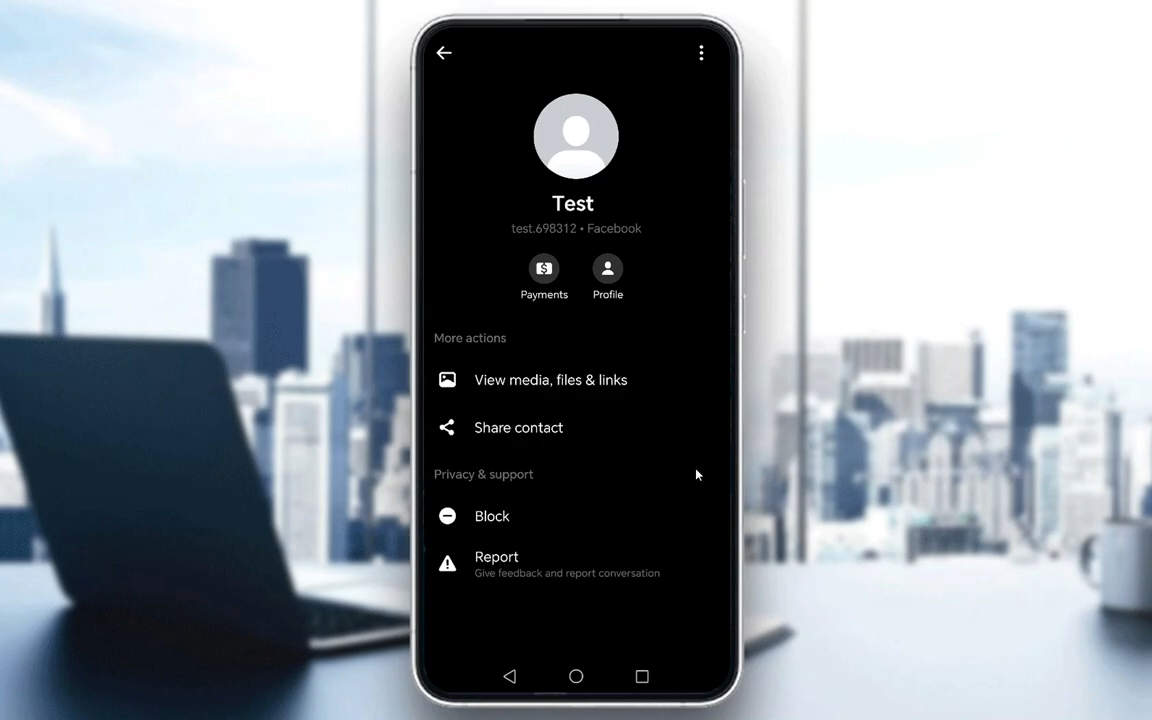 Test
test.698312 • Facebook
Payments
Profile
More actions
View media, files & links
Share contact
Privacy & support
Block
Report
Give feedback and report conversation